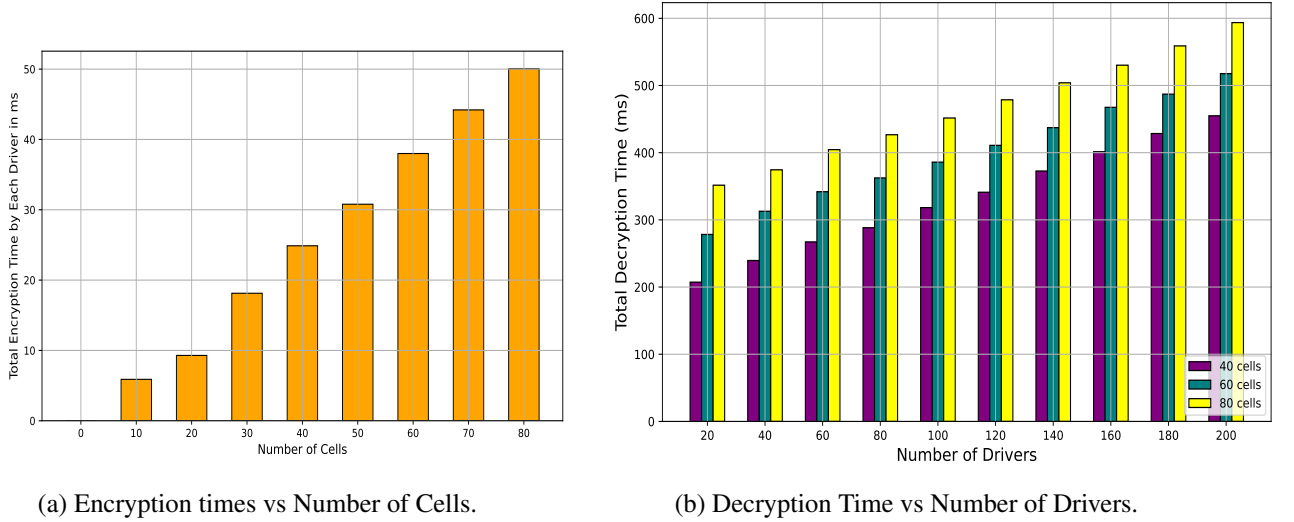 Total Encryption Time by Each Driver in ms
50
40
30
20
10
0
0 10 20 30 40 50 60 70 80
Number of Cells
(a) Encryption times vs Number of Cells.
Total Decryption Time (ms)
600
500
400
300
200
100
0
40 cells
60 cells
80 cells
20 40 60 80 100 120 140 160 180 200
Number of Drivers
(b) Decryption Time vs Number of Drivers.